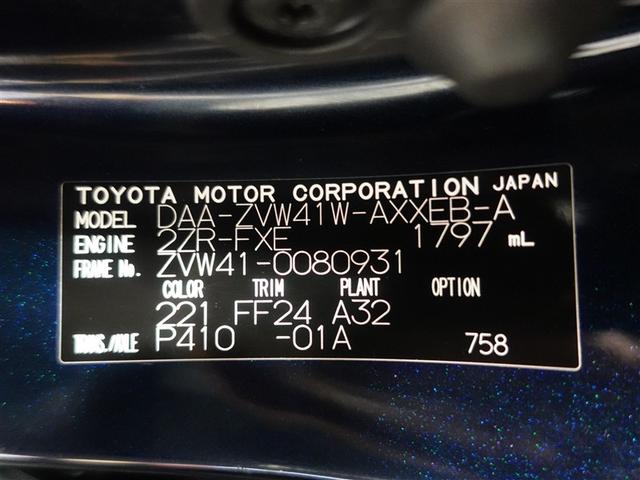 TOYOTA MOTOR CORPORATION JAPAN
MODEL DAA-ZVW41W-AXXEB-A
ENGINE 2ZR-FXE 1797 mL
FRAME No. ZVW41-0080931
COLOR TRIM PLANT OPTION
221 FF24 A32
TRANS./AXLE P410 -01A 758